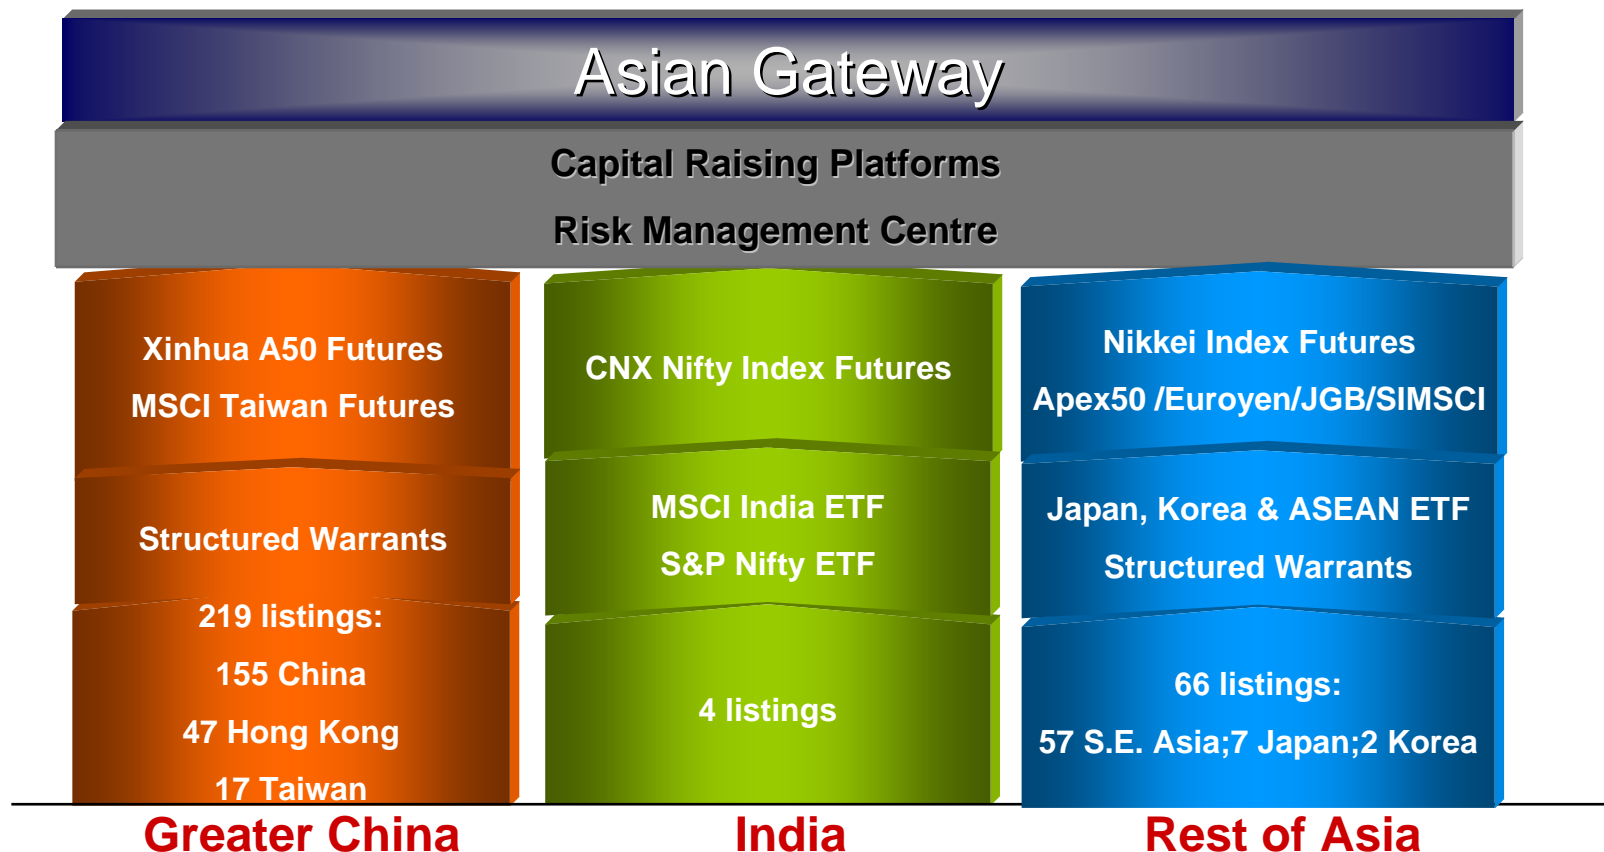 Asian Gateway
Capital Raising Platforms
Risk Management Centre
Xinhua A50 Futures
MSCI Taiwan Futures
Structured Warrants
219 listings:
155 China
47 Hong Kong
17 Taiwan
Greater China
CNX Nifty Index Futures
MSCI India ETF
S&P Nifty ETF
4 listings
India
Nikkei Index Futures
Apex50 /Euroyen/JGB/SIMSCI
Japan, Korea & ASEAN ETF
Structured Warrants
66 listings:
57 S.E. Asia;7 Japan;2 Korea
Rest of Asia